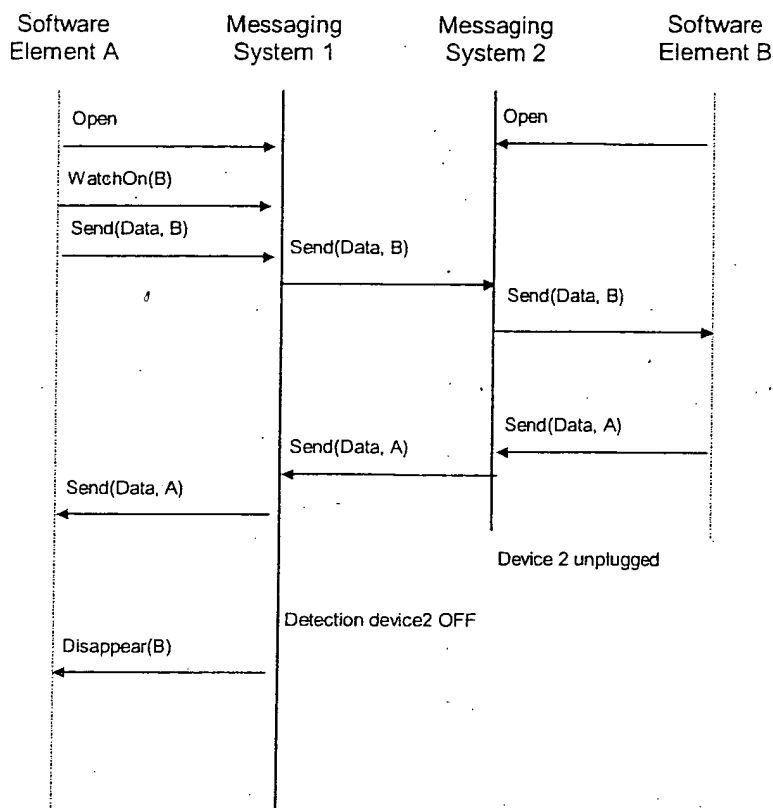 Software
Element A
Messaging
System 1
Messaging
System 2
Software
Element B
Open
Open
WatchOn(B)
Send(Data, B)
Send(Data, B)
Send(Data, B)
Send(Data, A)
Send(Data, A)
Send(Data, A)
Device 2 unplugged
Detection device2 OFF
Disappear(B)